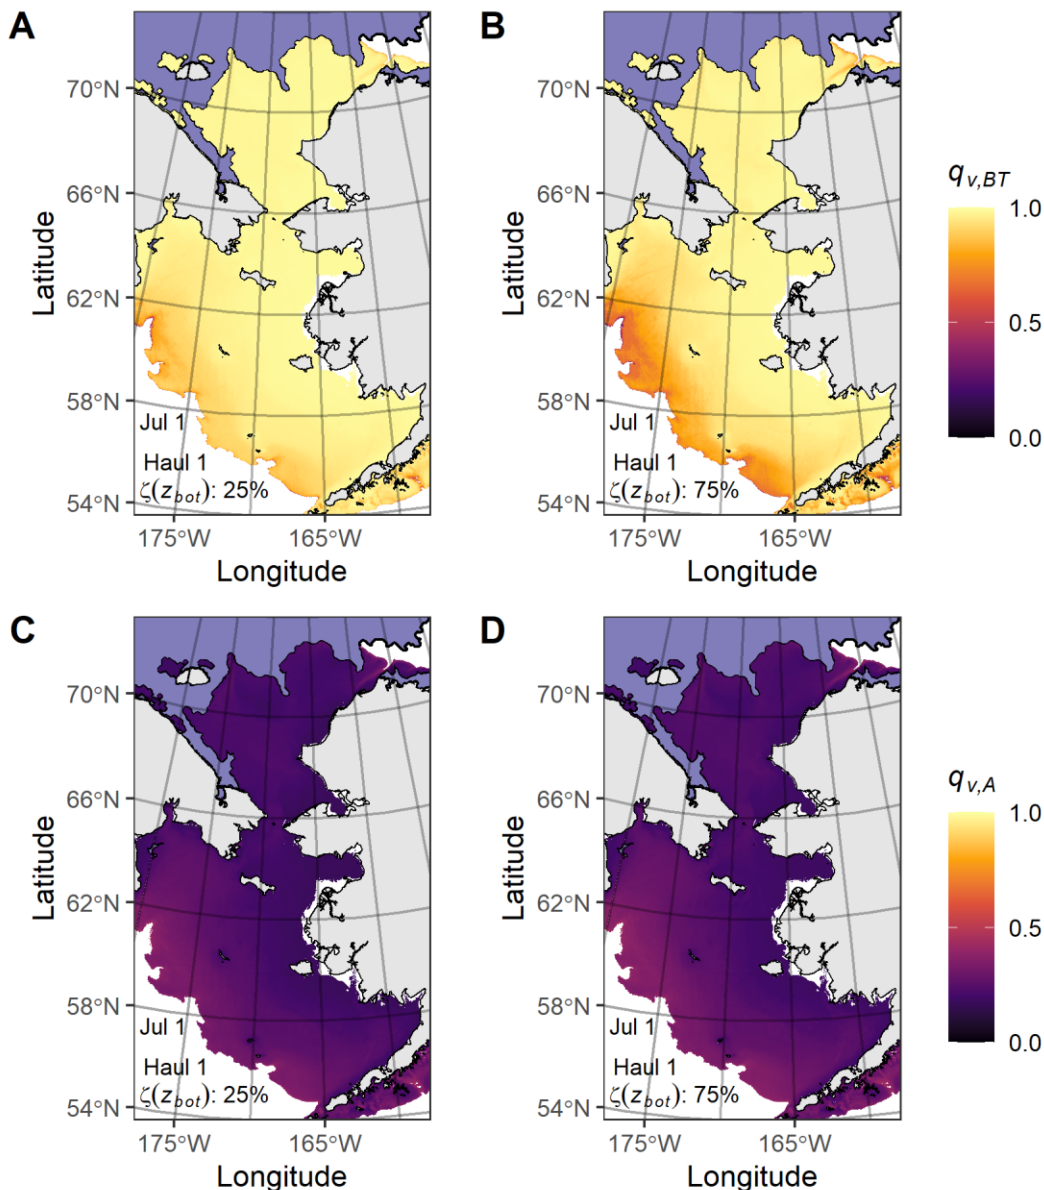 A
B
70°N
66°N
62°N
58°N
54°N
Latitude
Jul 1
Haul 1
ζ(z_bot): 25%
175°W
165°W
Longitude
70°N
66°N
62°N
58°N
54°N
Latitude
Jul 1
Haul 1
ζ(z_bot): 75%
175°W
165°W
Longitude
q_v,BT
1.0
0.5
0.0
C
D
70°N
66°N
62°N
58°N
54°N
Latitude
Jul 1
Haul 1
ζ(z_bot): 25%
175°W
165°W
Longitude
70°N
66°N
62°N
58°N
54°N
Latitude
Jul 1
Haul 1
ζ(z_bot): 75%
175°W
165°W
Longitude
q_v,A
1.0
0.5
0.0